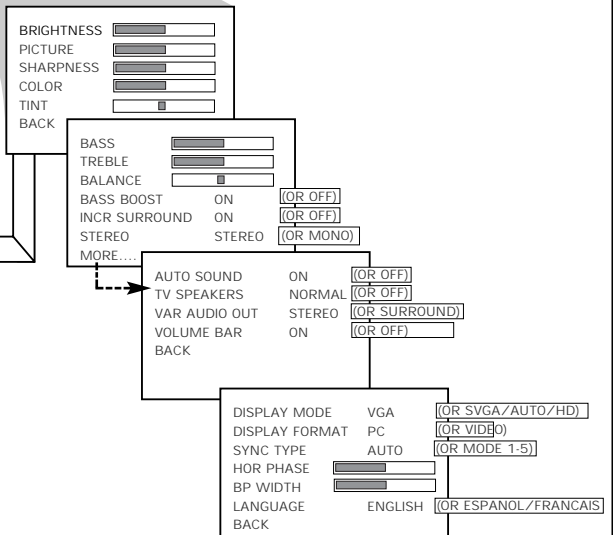 BRIGHTNESS
PICTURE
SHARPNESS
COLOR
TINT
BACK
BASS
TREBLE
BALANCE
BASS BOOST ON (OR OFF)
INCR SURROUND ON (OR OFF)
STEREO STEREO (OR MONO)
MORE....
AUTO SOUND ON (OR OFF)
TV SPEAKERS NORMAL (OR OFF)
VAR AUDIO OUT STEREO (OR SURROUND)
VOLUME BAR ON (OR OFF)
BACK
DISPLAY MODE VGA (OR SVGA/AUTO/HD)
DISPLAY FORMAT PC (OR VIDEO)
SYNC TYPE AUTO (OR MODE 1-5)
HOR PHASE
BP WIDTH
LANGUAGE ENGLISH (OR ESPANOL/FRANCAIS
BACK